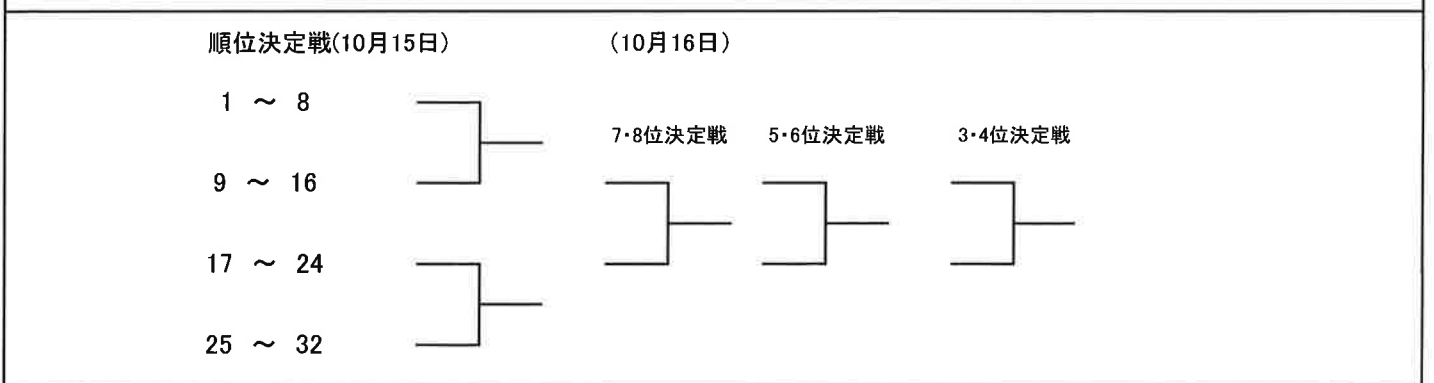 順位決定戦(10月15日)
(10月16日)
1 ～ 8
7・8位決定戦
5・6位決定戦
3・4位決定戦
9 ～ 16
17 ～ 24
25 ～ 32